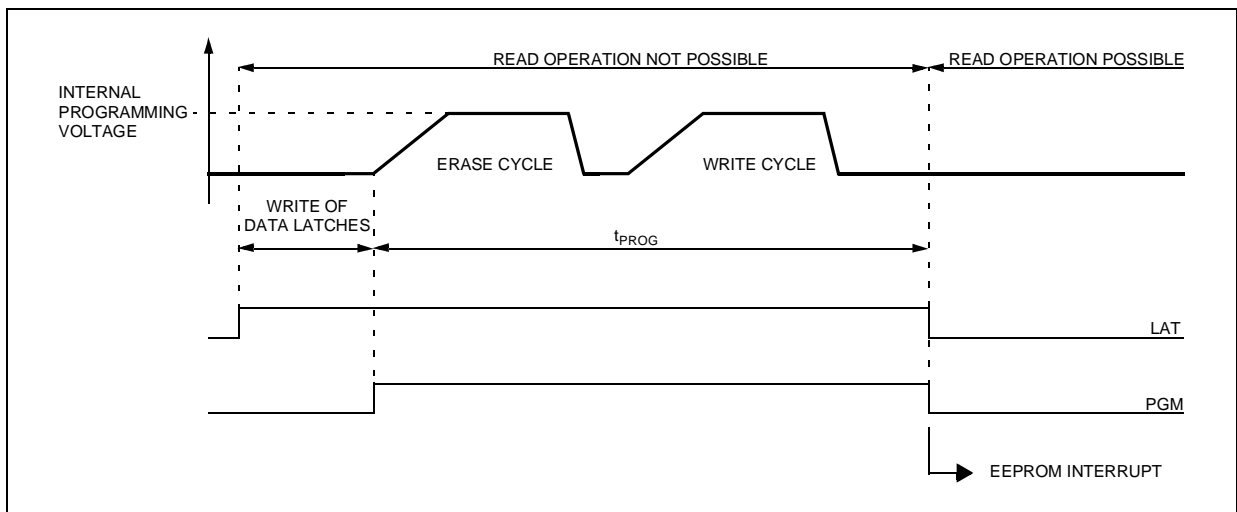 READ OPERATION NOT POSSIBLE
READ OPERATION POSSIBLE
INTERNAL
PROGRAMMING
VOLTAGE
ERASE CYCLE
WRITE CYCLE
WRITE OF
DATA LATCHES
tPROG
LAT
PGM
EEPROM INTERRUPT